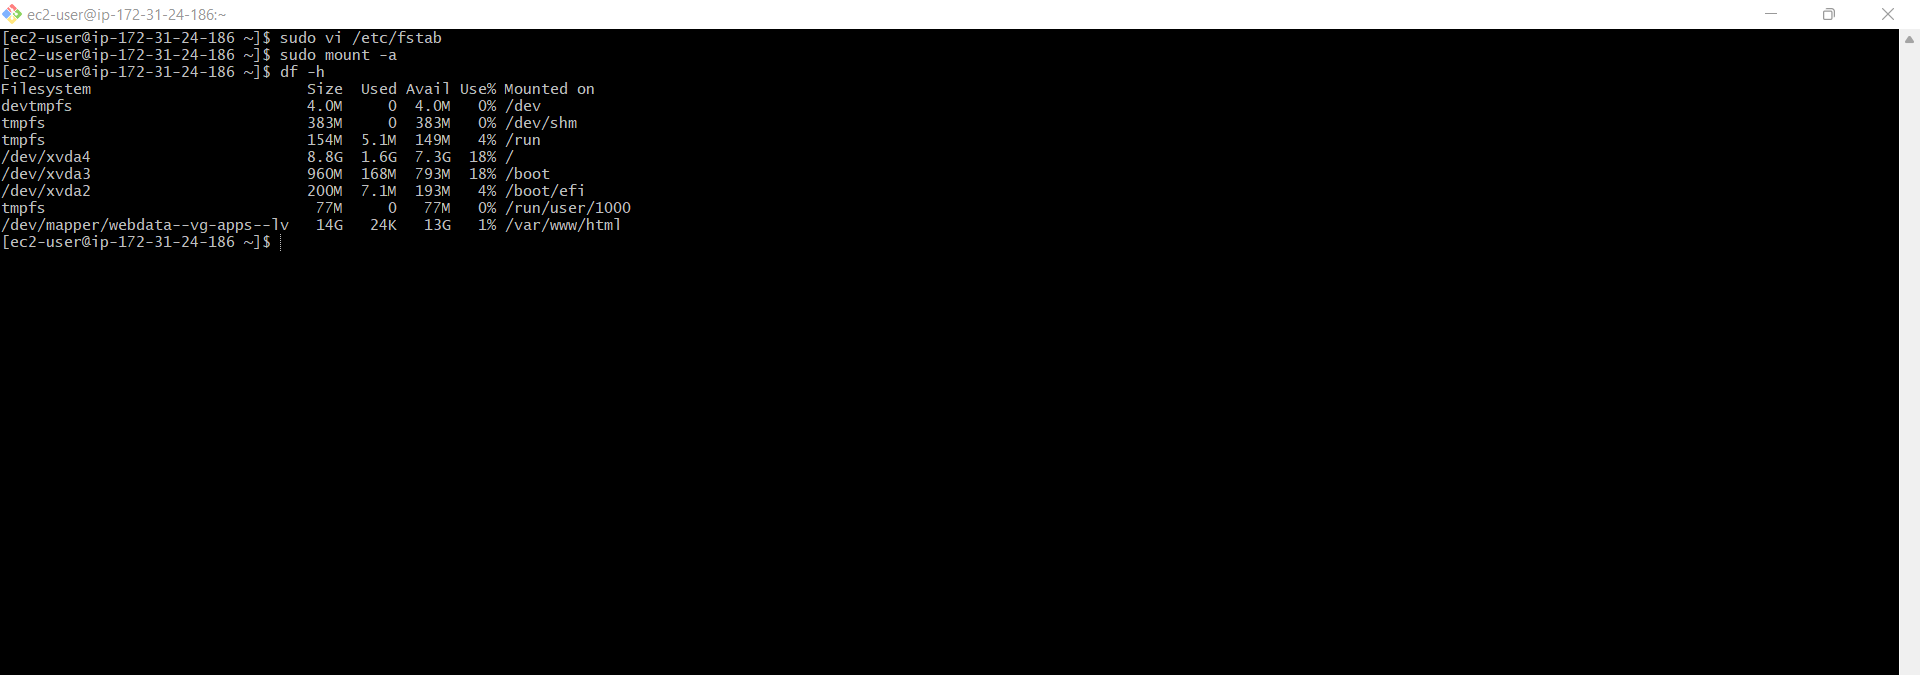 ec2-user@ip-172-31-24-186:~
[ec2-user@ip-172-31-24-186 ~]$ sudo vi /etc/fstab
[ec2-user@ip-172-31-24-186 ~]$ sudo mount -a
[ec2-user@ip-172-31-24-186 ~]$ df -h
Filesystem                        Size  Used Avail Use% Mounted on
devtmpfs                          4.0M     0  4.0M   0% /dev
tmpfs                             383M     0  383M   0% /dev/shm
tmpfs                             154M  5.1M  149M   4% /run
/dev/xvda4                        8.8G  1.6G  7.3G  18% /
/dev/xvda3                        960M  168M  793M  18% /boot
/dev/xvda2                        200M  7.1M  193M   4% /boot/efi
tmpfs                              77M     0   77M   0% /run/user/1000
/dev/mapper/webdata--vg-apps--lv   14G   24K   13G   1% /var/www/html
[ec2-user@ip-172-31-24-186 ~]$